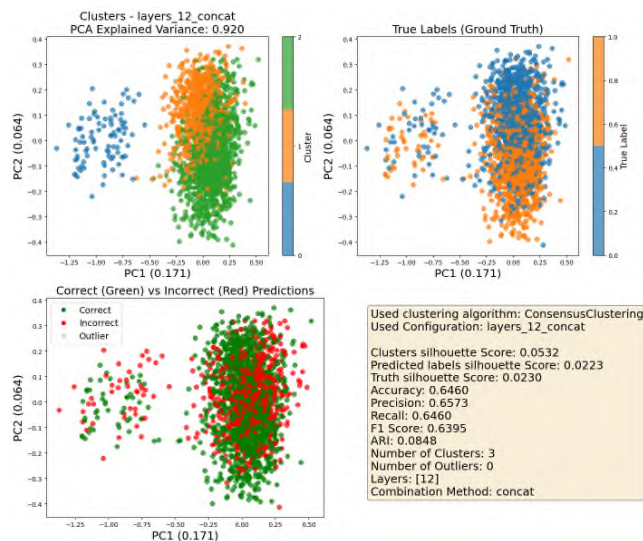 Clusters - layers_12_concat
PCA Explained Variance: 0.920
0.4
0.3
0.2
0.1
0.0
-0.1
-0.2
-0.3
-0.4
PC2 (0.064)
-1.25 -1.00 -0.75 -0.50 -0.25 0.00 0.25 0.50
PC1 (0.171)
2
1
0
Cluster
True Labels (Ground Truth)
0.4
0.3
0.2
0.1
0.0
-0.1
-0.2
-0.3
-0.4
PC2 (0.064)
-1.25 -1.00 -0.75 -0.50 -0.25 0.00 0.25 0.50
PC1 (0.171)
1.0
0.8
0.6
0.4
0.2
0.0
True Label
Correct (Green) vs Incorrect (Red) Predictions
Correct
Incorrect
Outlier
0.4
0.3
0.2
0.1
0.0
-0.1
-0.2
-0.3
-0.4
PC2 (0.064)
-1.25 -1.00 -0.75 -0.50 -0.25 0.00 0.25 0.50
PC1 (0.171)
Used clustering algorithm: ConsensusClustering
Used Configuration: layers_12_concat
Clusters silhouette Score: 0.0532
Predicted labels silhouette Score: 0.0223
Truth silhouette Score: 0.0230
Accuracy: 0.6460
Precision: 0.6573
Recall: 0.6460
F1 Score: 0.6395
ARI: 0.0848
Number of Clusters: 3
Number of Outliers: 0
Layers: [12]
Combination Method: concat